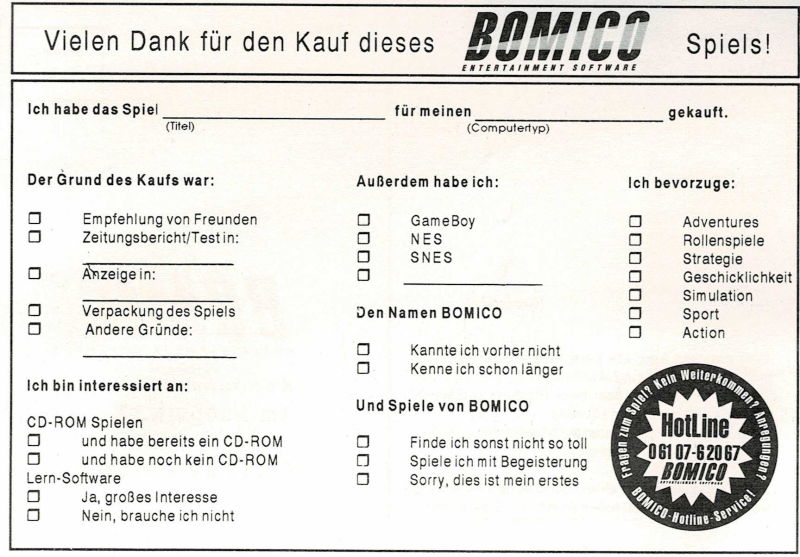 Vielen Dank für den Kauf dieses BOMICO Spiels!
ENTERTAINMENT SOFTWARE
Ich habe das Spiel für meinen gekauft.
(Titel) (Computertyp)
Der Grund des Kaufs war:
Empfehlung von Freunden
Zeitungsbericht/Test in:
Anzeige in:
Verpackung des Spiels
Andere Gründe:
Ich bin interessiert an:
CD-ROM Spielen
und habe bereits ein CD-ROM
und habe noch kein CD-ROM
Lern-Software
Ja, großes Interesse
Nein, brauche ich nicht
Außerdem habe ich:
GameBoy
NES
SNES
Den Namen BOMICO
Kannte ich vorher nicht
Kenne ich schon länger
Und Spiele von BOMICO
Finde ich sonst nicht so toll
Spiele ich mit Begeisterung
Sorry, dies ist mein erstes
Ich bevorzuge:
Adventures
Rollenspiele
Strategie
Geschicklichkeit
Simulation
Sport
Action
Fragen zum Spiel? Kein Weiterkommen? Anregungen?
HotLine
06107-62067
BOMICO
ENTERTAINMENT SOFTWARE
BOMICO-Hotline-Service!